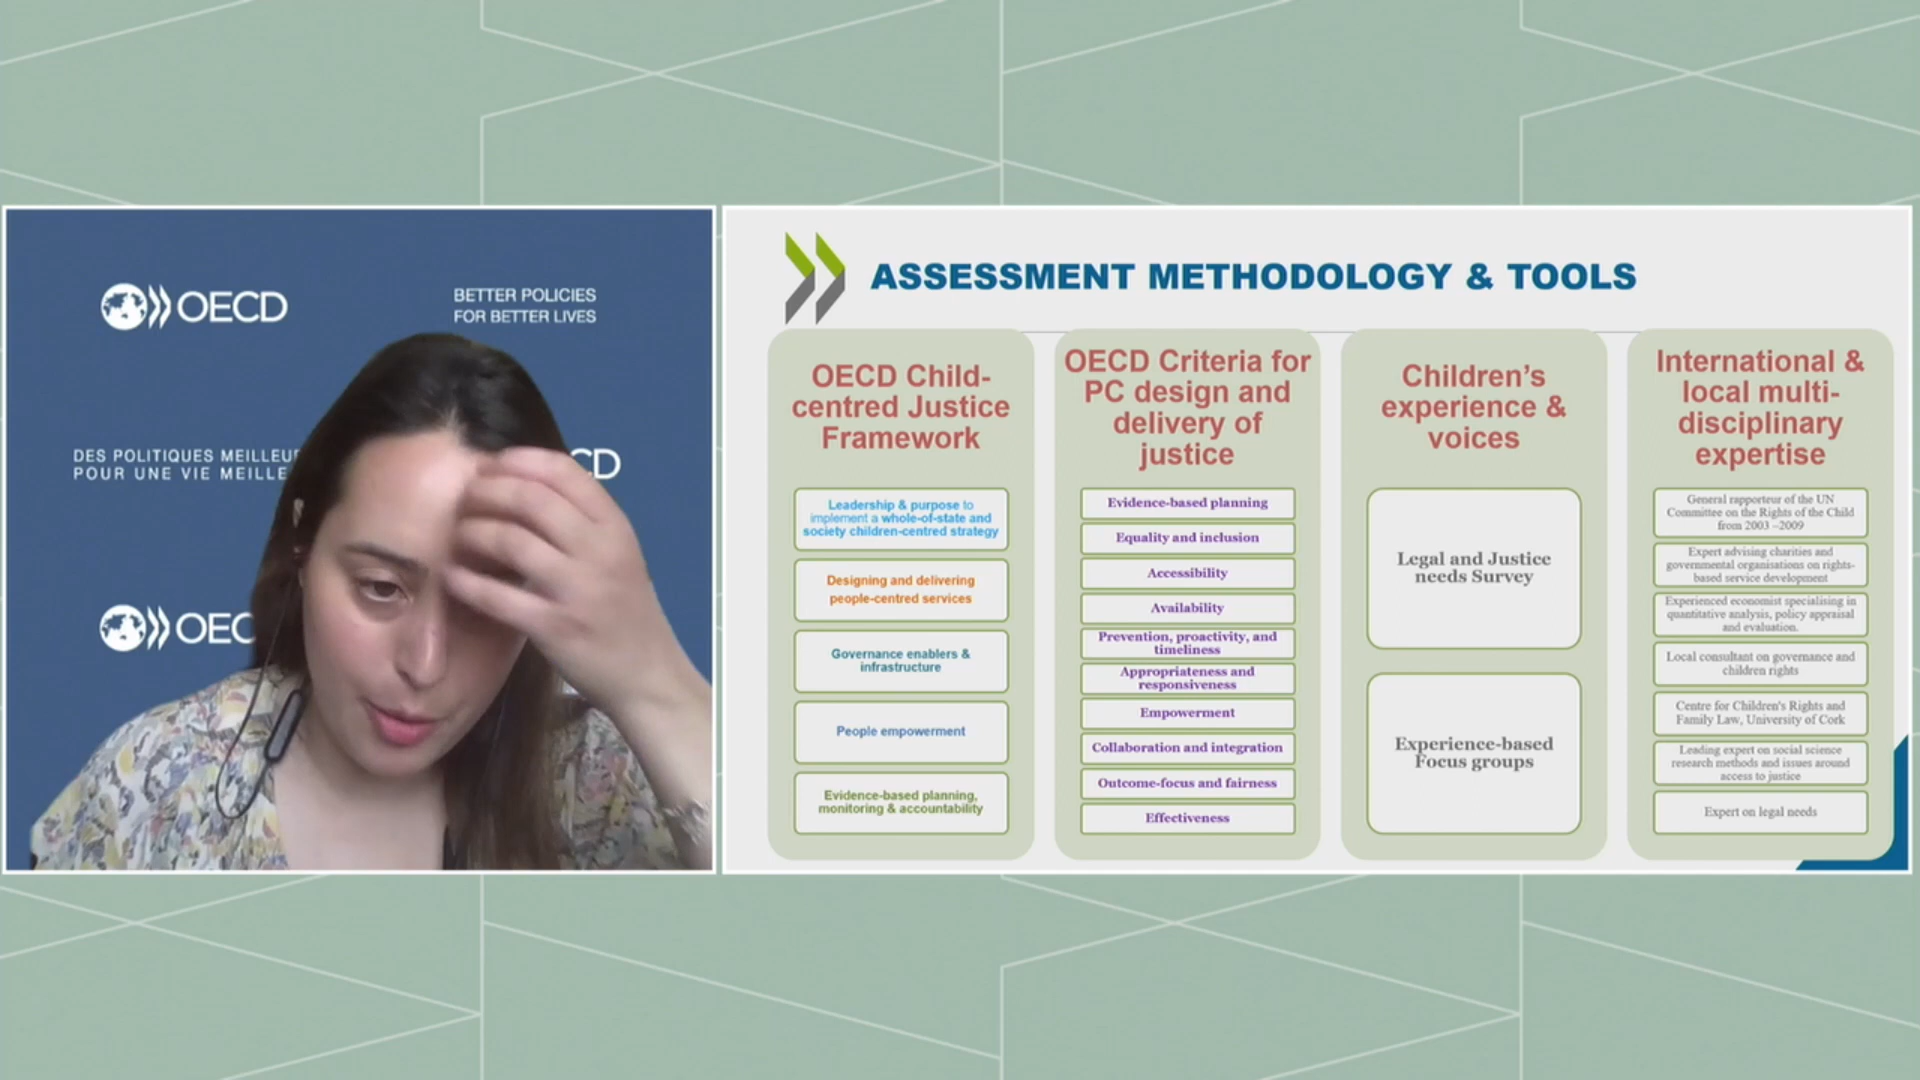 OECD
BETTER POLICIES
FOR BETTER LIVES
DES POLITIQUES MEILLEU
POUR UNE VIE MEILLE
CD
OEC
ASSESSMENT METHODOLOGY & TOOLS
OECD Child-
centred Justice
Framework
Leadership & purpose to
implement a whole-of-state and
society children-centred strategy
Designing and delivering
people-centred services
Governance enablers &
infrastructure
People empowerment
Evidence-based planning,
monitoring & accountability
OECD Criteria for
PC design and
delivery of
justice
Evidence-based planning
Equality and inclusion
Accessibility
Availability
Prevention, proactivity, and
timeliness
Appropriateness and
responsiveness
Empowerment
Collaboration and integration
Outcome-focus and fairness
Effectiveness
Children's
experience &
voices
Legal and Justice
needs Survey
Experience-based
Focus groups
International &
local multi-
disciplinary
expertise
General rapporteur of the UN
Committee on the Rights of the Child
from 2003 –2009
Expert advising charities and
governmental organisations on rights-
based service development
Experienced economist specialising in
quantitative analysis, policy appraisal
and evaluation.
Local consultant on governance and
children rights
Centre for Children's Rights and
Family Law, University of Cork
Leading expert on social science
research methods and issues around
access to justice
Expert on legal needs